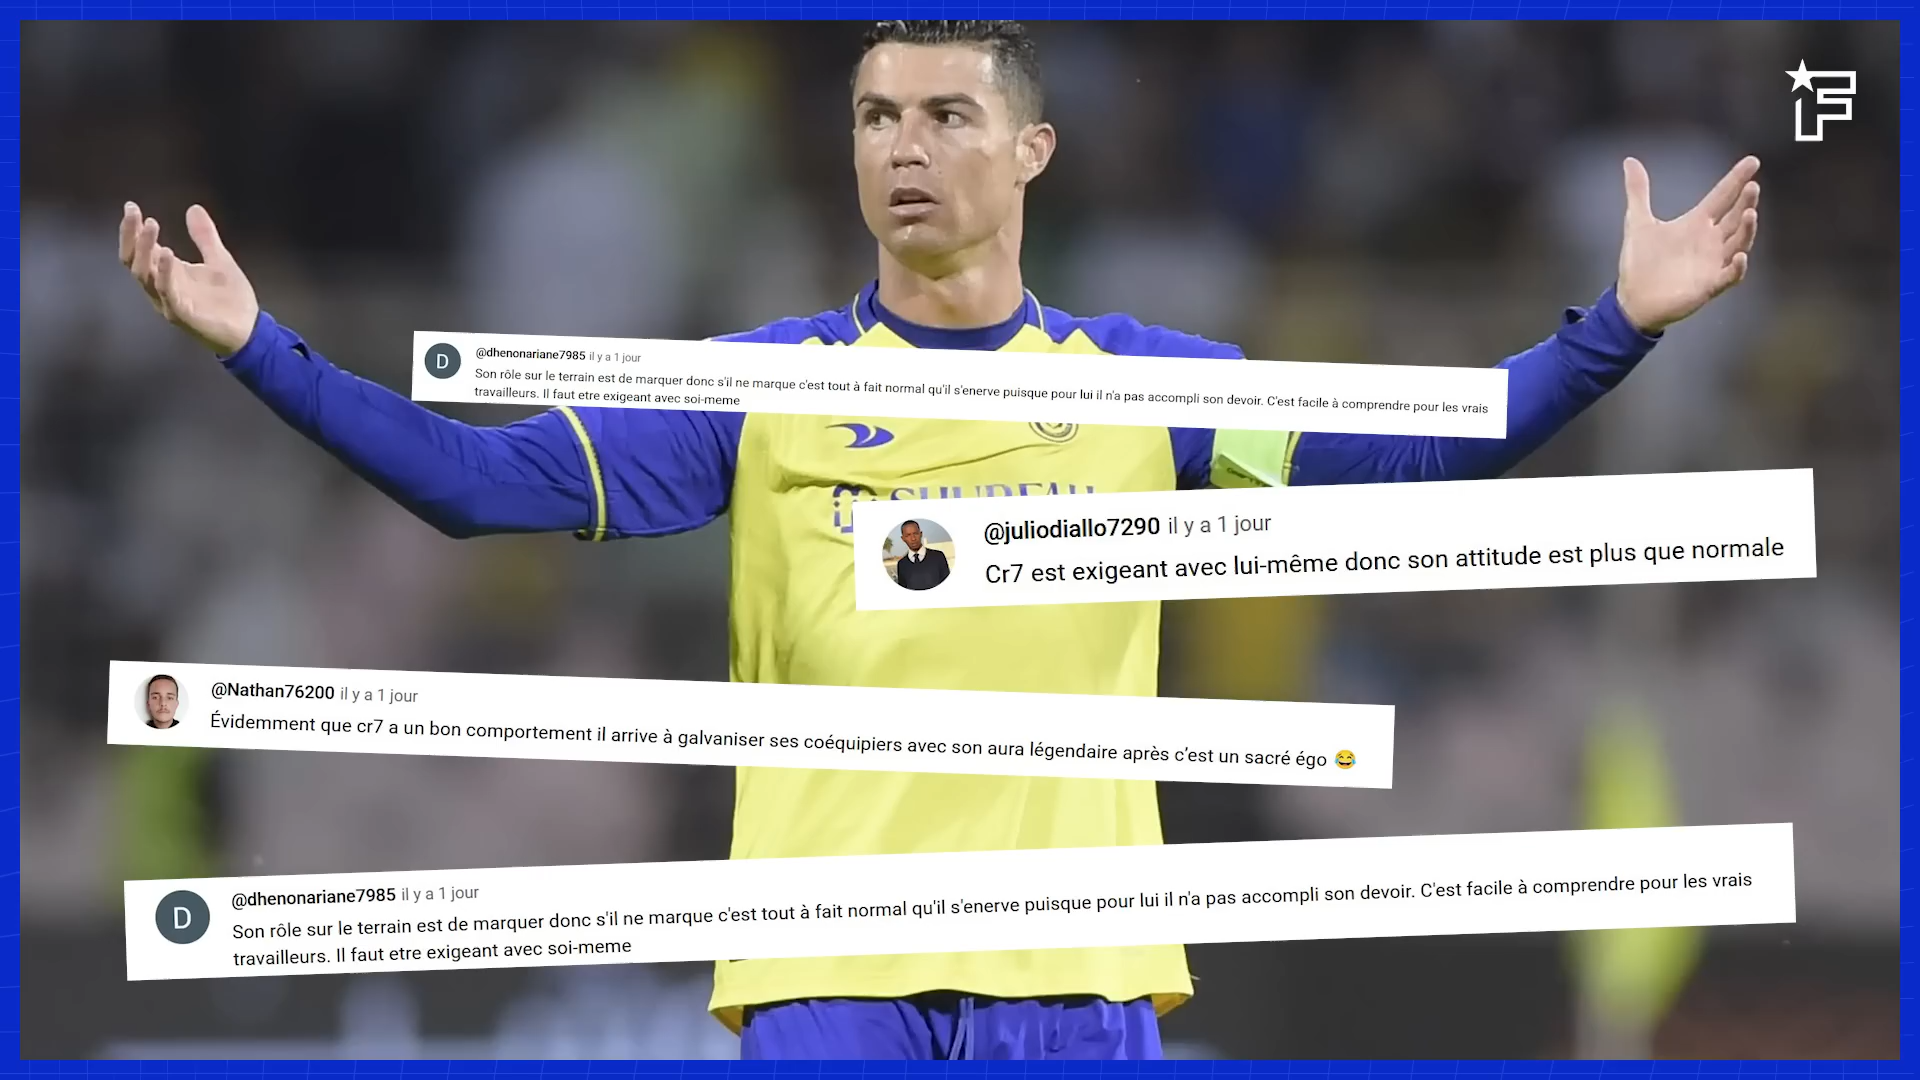 @dhenonariane7985 il y a 1 jour
Son rôle sur le terrain est de marquer donc s'il ne marque c'est tout à fait normal qu'il s'enerve puisque pour lui il n'a pas accompli son devoir. C'est facile à comprendre pour les vrais
travailleurs. Il faut etre exigeant avec soi-meme
@juliodiallo7290 il y a 1 jour
Cr7 est exigeant avec lui-même donc son attitude est plus que normale
@Nathan76200 il y a 1 jour
Évidemment que cr7 a un bon comportement il arrive à galvaniser ses coéquipiers avec son aura légendaire après c’est un sacré égo 😂
D @dhenonariane7985 il y a 1 jour
Son rôle sur le terrain est de marquer donc s'il ne marque c'est tout à fait normal qu'il s'enerve puisque pour lui il n'a pas accompli son devoir. C'est facile à comprendre pour les vrais
travailleurs. Il faut etre exigeant avec soi-meme